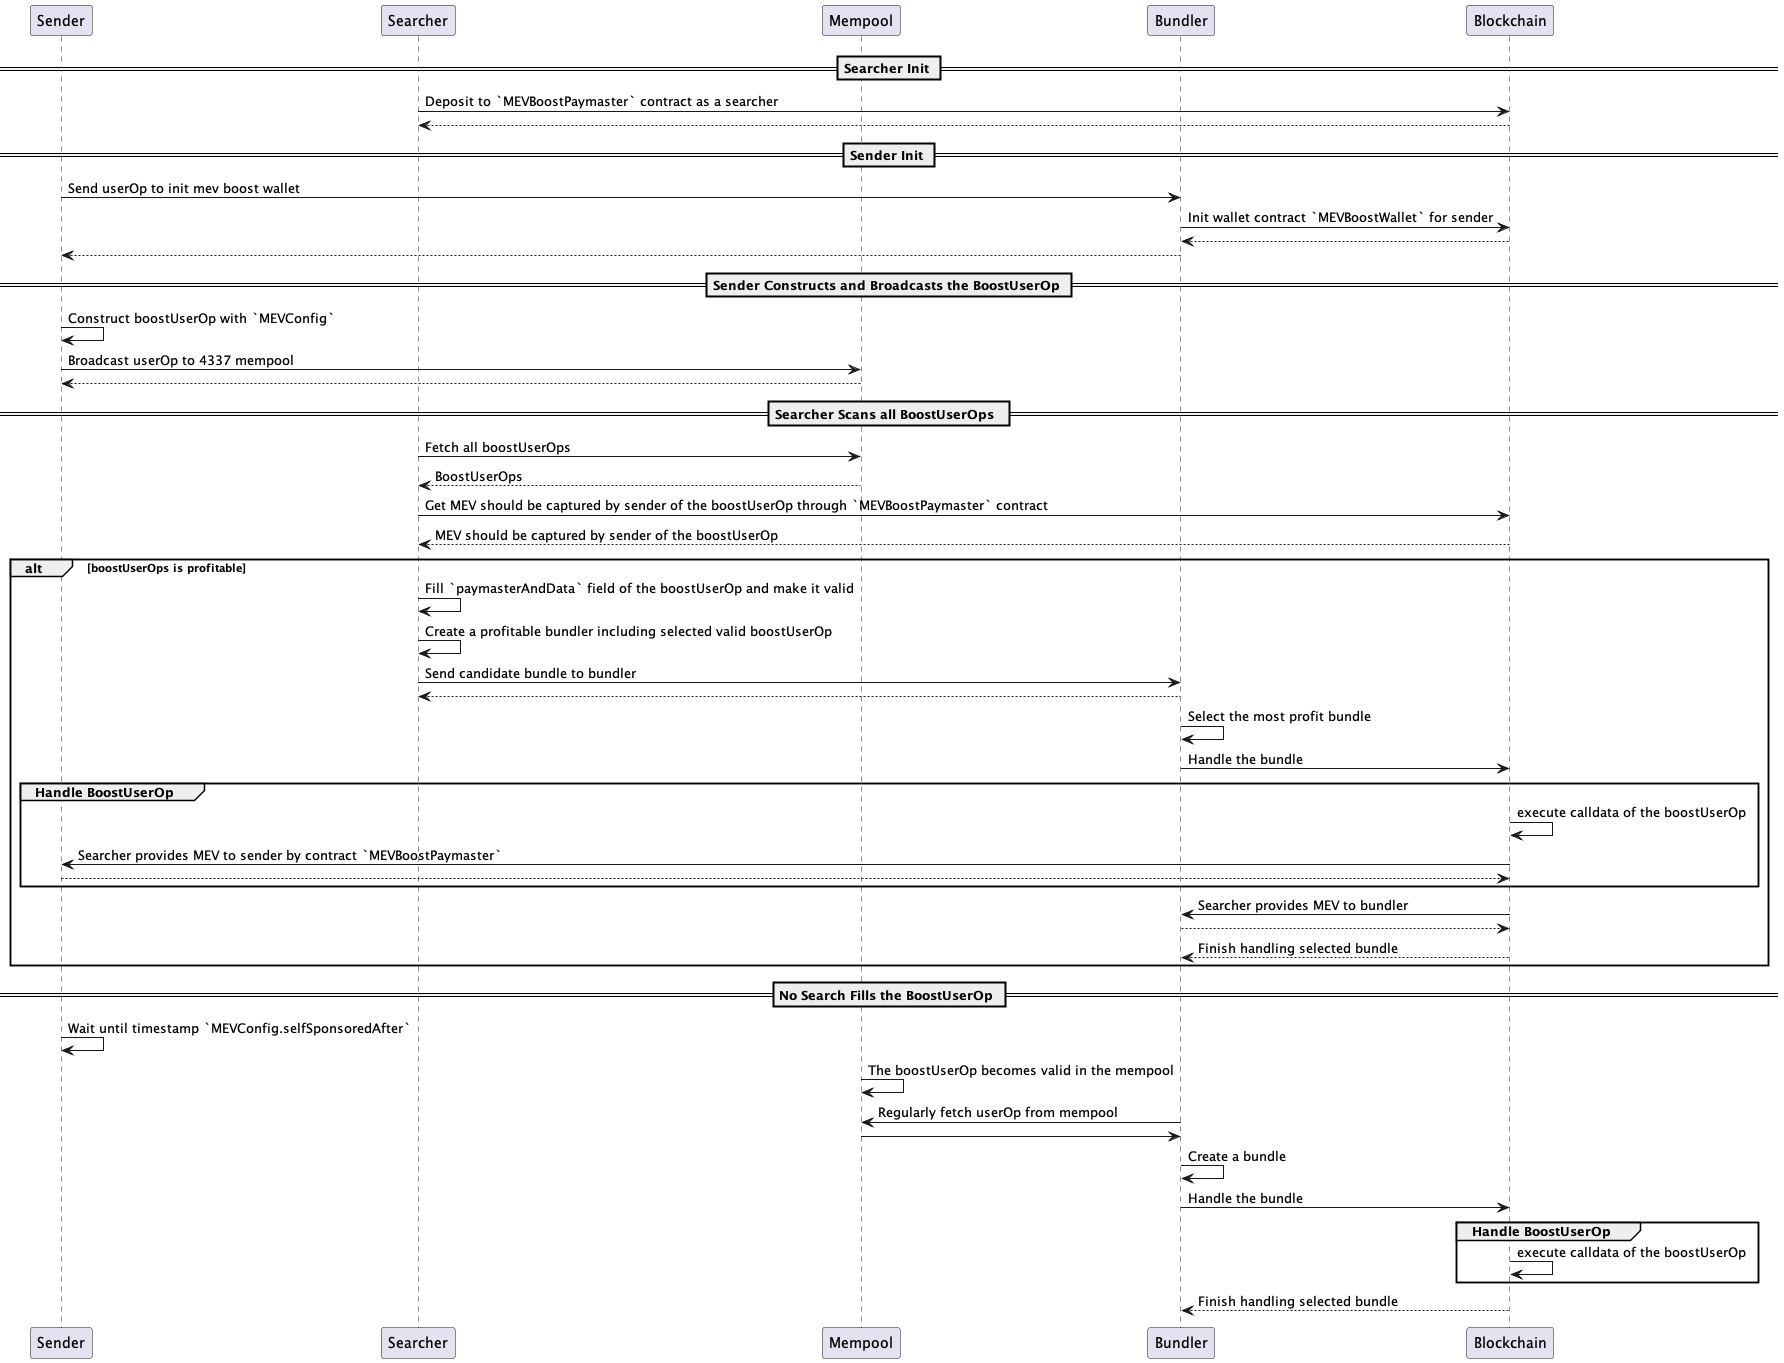 Sender
Searcher
Mempool
Bundler
Blockchain
Searcher Init
Deposit to `MEVBoostPaymaster` contract as a searcher
Sender Init
Send userOp to init mev boost wallet
Init wallet contract `MEVBoostWallet` for sender
Sender Constructs and Broadcasts the BoostUserOp
Construct boostUserOp with `MEVConfig`
Broadcast userOp to 4337 mempool
Searcher Scans all BoostUserOps
Fetch all boostUserOps
BoostUserOps
Get MEV should be captured by sender of the boostUserOp through `MEVBoostPaymaster` contract
MEV should be captured by sender of the boostUserOp
alt
[boostUserOps is profitable]
Fill `paymasterAndData` field of the boostUserOp and make it valid
Create a profitable bundler including selected valid boostUserOp
Send candidate bundle to bundler
Select the most profit bundle
Handle the bundle
Handle BoostUserOp
execute calldata of the boostUserOp
Searcher provides MEV to sender by contract `MEVBoostPaymaster`
Searcher provides MEV to bundler
Finish handling selected bundle
No Search Fills the BoostUserOp
Wait until timestamp `MEVConfig.selfSponsoredAfter`
The boostUserOp becomes valid in the mempool
Regularly fetch userOp from mempool
Create a bundle
Handle the bundle
Handle BoostUserOp
execute calldata of the boostUserOp
Finish handling selected bundle
Sender
Searcher
Mempool
Bundler
Blockchain